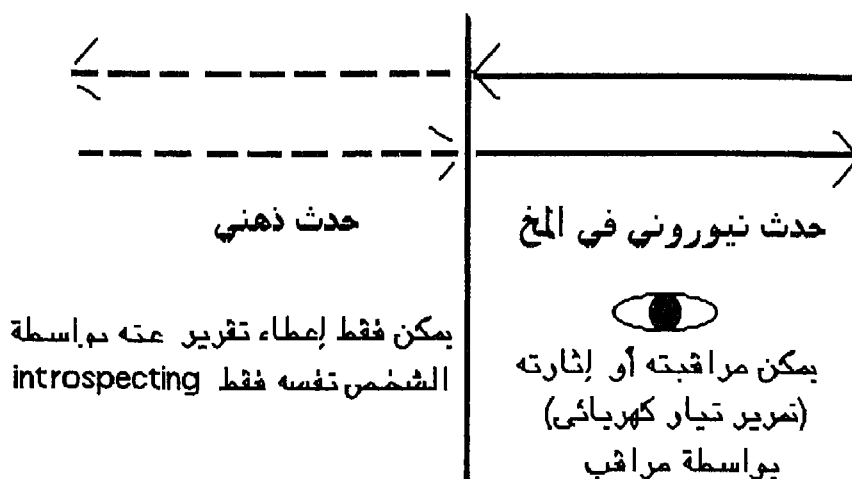 حدث نيوروني في المخ
يمكن مراقبته أو إثارته
(تمرير تيار كهربائى)
بواسطة مراقب
حدث ذهني
يمكن فقط إعطاء تقرير عنه بواسطة
الشخص نفسه فقط introspecting